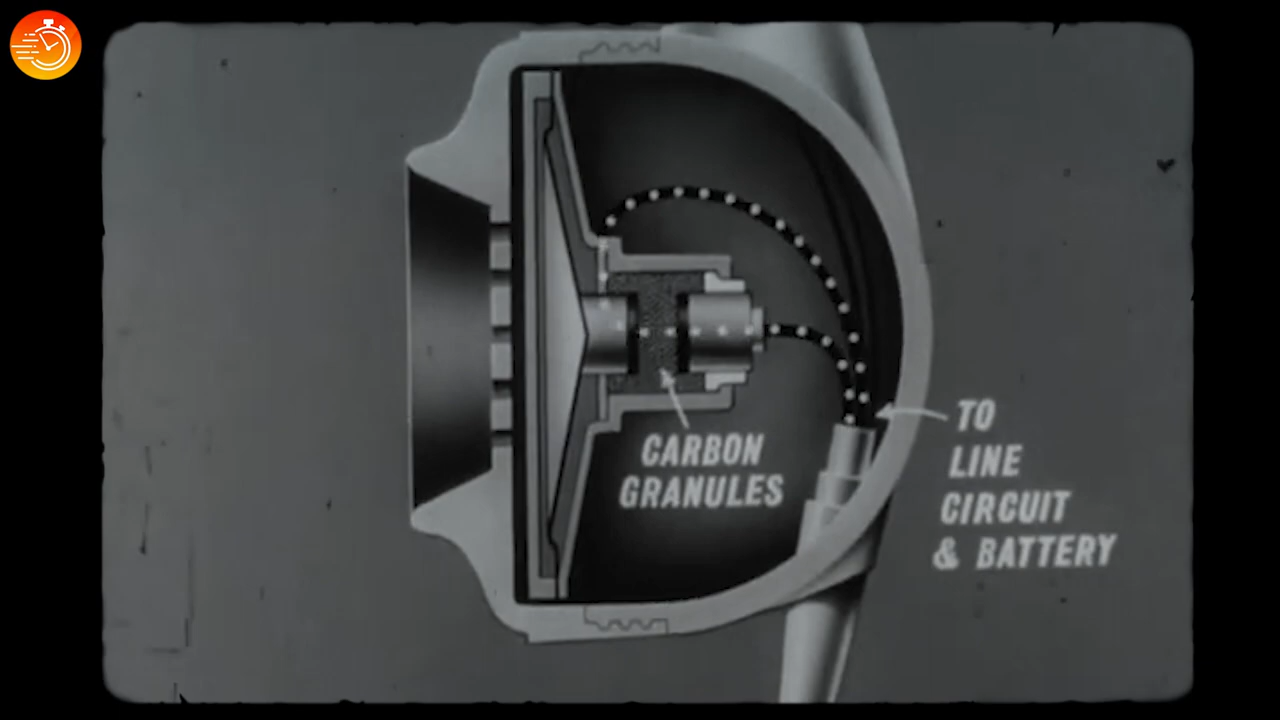 CARBON
GRANULES
TO
LINE
CIRCUIT
& BATTERY